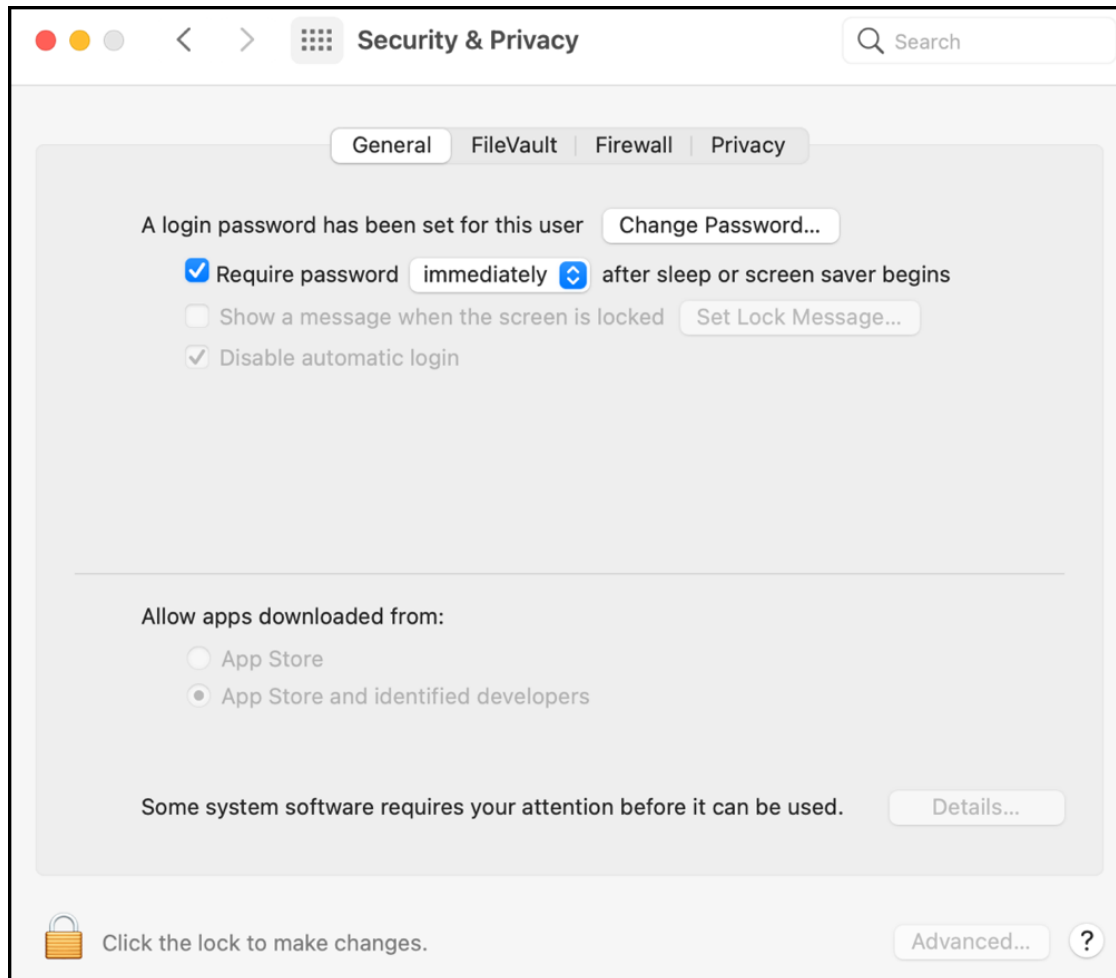 Security & Privacy
Search
General FileVault Firewall Privacy
A login password has been set for this user Change Password...
Require password immediately after sleep or screen saver begins
Show a message when the screen is locked Set Lock Message...
Disable automatic login
Allow apps downloaded from:
App Store
App Store and identified developers
Some system software requires your attention before it can be used. Details...
Click the lock to make changes. Advanced... ?